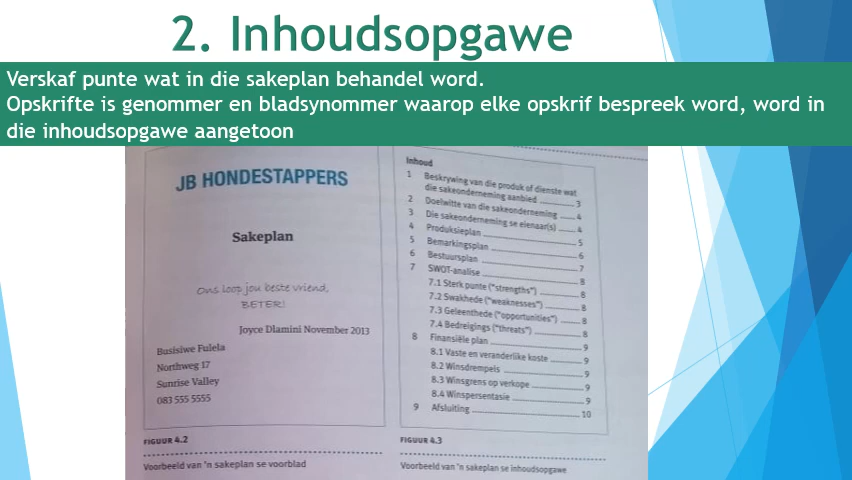 2. Inhoudsopgawe
Verskaf punte wat in die sakeplan behandel word.
Opskrifte is genommer en bladsynommer waarop elke opskrif bespreek word, word in
die inhoudsopgawe aangetoon
JB HONDESTAPPERS
Sakeplan
Ons loop jou beste vriend,
BETER!
Joyce Dlamini November 2013
Busisiwe Fulela
Northweg 17
Sunrise Valley
083 555 5555
FIGUUR 4.2
Voorbeeld van 'n sakeplan se voorblad
Inhoud
1 Beskrywing van die produk of dienste wat
die sakeonderneming aanbied 3
2 Doelwitte van die sakeonderneming 4
3 Die sakeonderneming se eienaar(s) 4
4 Produksieplan 5
5 Bemarkingsplan 6
6 Bestuursplan 7
7 SWOT-analise 8
7.1 Sterk punte ("strengths") 8
7.2 Swakhede ("weaknesses") 8
7.3 Geleenthede ("opportunities") 8
7.4 Bedreigings ("threats") 8
8 Finansiële plan 9
8.1 Vaste en veranderlike koste 9
8.2 Winsdrempels 9
8.3 Winsgrens op verkope 9
8.4 Winspersentasie 9
9 Afsluiting 10
FIGUUR 4.3
Voorbeeld van 'n sakeplan se inhoudsopgawe